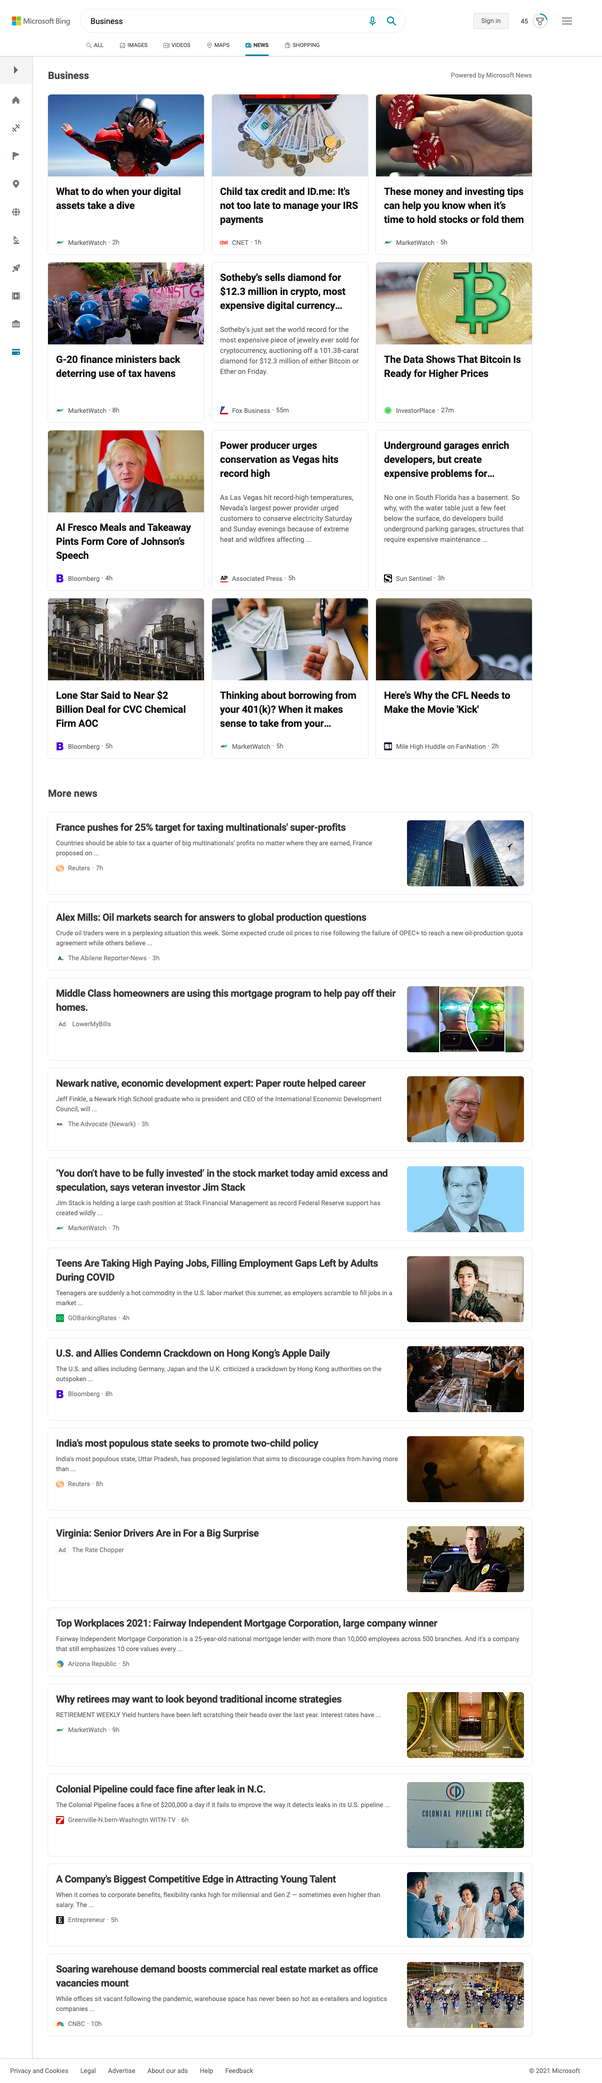 Microsoft Bing
Business
Sign in
45
ALL IMAGES VIDEOS MAPS NEWS SHOPPING
Business
Powered by Microsoft News
What to do when your digital
assets take a dive
MarketWatch · 2h
Child tax credit and ID.me: It's
not too late to manage your IRS
payments
CNET · 1h
These money and investing tips
can help you know when it's
time to hold stocks or fold them
MarketWatch · 5h
G-20 finance ministers back
deterring use of tax havens
MarketWatch · 8h
Sotheby's sells diamond for
$12.3 million in crypto, most
expensive digital currency...
Sotheby's just set the world record for the
most expensive piece of jewelry ever sold for
cryptocurrency, auctioning off a 101.38-carat
diamond for $12.3 million of either Bitcoin or
Ether on Friday.
Fox Business · 55m
The Data Shows That Bitcoin Is
Ready for Higher Prices
InvestorPlace · 27m
Al Fresco Meals and Takeaway
Pints Form Core of Johnson's
Speech
Bloomberg · 4h
Power producer urges
conservation as Vegas hits
record high
As Las Vegas hit record-high temperatures,
Nevada's largest power provider urged
customers to conserve electricity Saturday
and Sunday evenings because of extreme
heat and wildfires affecting ...
AP Associated Press · 5h
Underground garages enrich
developers, but create
expensive problems for...
No one in South Florida has a basement. So
why, with the water table just a few feet
below the surface, do developers build
underground parking garages, structures that
require expensive maintenance ...
Sun Sentinel · 3h
Lone Star Said to Near $2
Billion Deal for CVC Chemical
Firm AOC
Bloomberg · 5h
Thinking about borrowing from
your 401(k)? When it makes
sense to take from your...
MarketWatch · 5h
Here's Why the CFL Needs to
Make the Movie 'Kick'
Mile High Huddle on FanNation · 2h
More news
France pushes for 25% target for taxing multinationals' super-profits
Countries should be able to tax a quarter of big multinationals' profits no matter where they are earned, France
proposed on ...
Reuters · 7h
Alex Mills: Oil markets search for answers to global production questions
Crude oil traders were in a perplexing situation this week. Some expected crude oil prices to rise following the failure of OPEC+ to reach a new oil-production quota
agreement while others believe ...
The Abilene Reporter-News · 3h
Middle Class homeowners are using this mortgage program to help pay off their
homes.
Ad LowerMyBills
Newark native, economic development expert: Paper route helped career
Jeff Finkle, a Newark High School graduate who is president and CEO of the International Economic Development
Council, will ...
The Advocate (Newark) · 3h
'You don't have to be fully invested' in the stock market today amid excess and
speculation, says veteran investor Jim Stack
Jim Stack is holding a large cash position at Stack Financial Management as record Federal Reserve support has
created wildly ...
MarketWatch · 7h
Teens Are Taking High Paying Jobs, Filling Employment Gaps Left by Adults
During COVID
Teenagers are suddenly a hot commodity in the U.S. labor market this summer, as employers scramble to fill jobs in a
market ...
GOBankingRates · 4h
U.S. and Allies Condemn Crackdown on Hong Kong's Apple Daily
The U.S. and allies including Germany, Japan and the U.K. criticized a crackdown by Hong Kong authorities on the
outspoken ...
Bloomberg · 8h
India's most populous state seeks to promote two-child policy
India's most populous state, Uttar Pradesh, has proposed legislation that aims to discourage couples from having more
than ...
Reuters · 8h
Virginia: Senior Drivers Are in For a Big Surprise
Ad The Rate Chopper
Top Workplaces 2021: Fairway Independent Mortgage Corporation, large company winner
Fairway Independent Mortgage Corporation is a 25-year-old national mortgage lender with more than 10,000 employees across 500 branches. And it's a company
that still emphasizes 10 core values every ...
Arizona Republic · 5h
Why retirees may want to look beyond traditional income strategies
RETIREMENT WEEKLY Yield hunters have been left scratching their heads over the last year. Interest rates have ...
MarketWatch · 9h
Colonial Pipeline could face fine after leak in N.C.
The Colonial Pipeline faces a fine of $200,000 a day if it fails to improve the way it detects leaks in its U.S. pipeline ...
Greenville-N.bern-Washngtn WITN-TV · 6h
COLONIAL PIPELINE CO
A Company's Biggest Competitive Edge in Attracting Young Talent
When it comes to corporate benefits, flexibility ranks high for millennial and Gen Z — sometimes even higher than
salary. The ...
Entrepreneur · 5h
Soaring warehouse demand boosts commercial real estate market as office
vacancies mount
While offices sit vacant following the pandemic, warehouse space has never been so hot as e-retailers and logistics
companies ...
CNBC · 10h
Privacy and Cookies Legal Advertise About our ads Help Feedback
© 2021 Microsoft